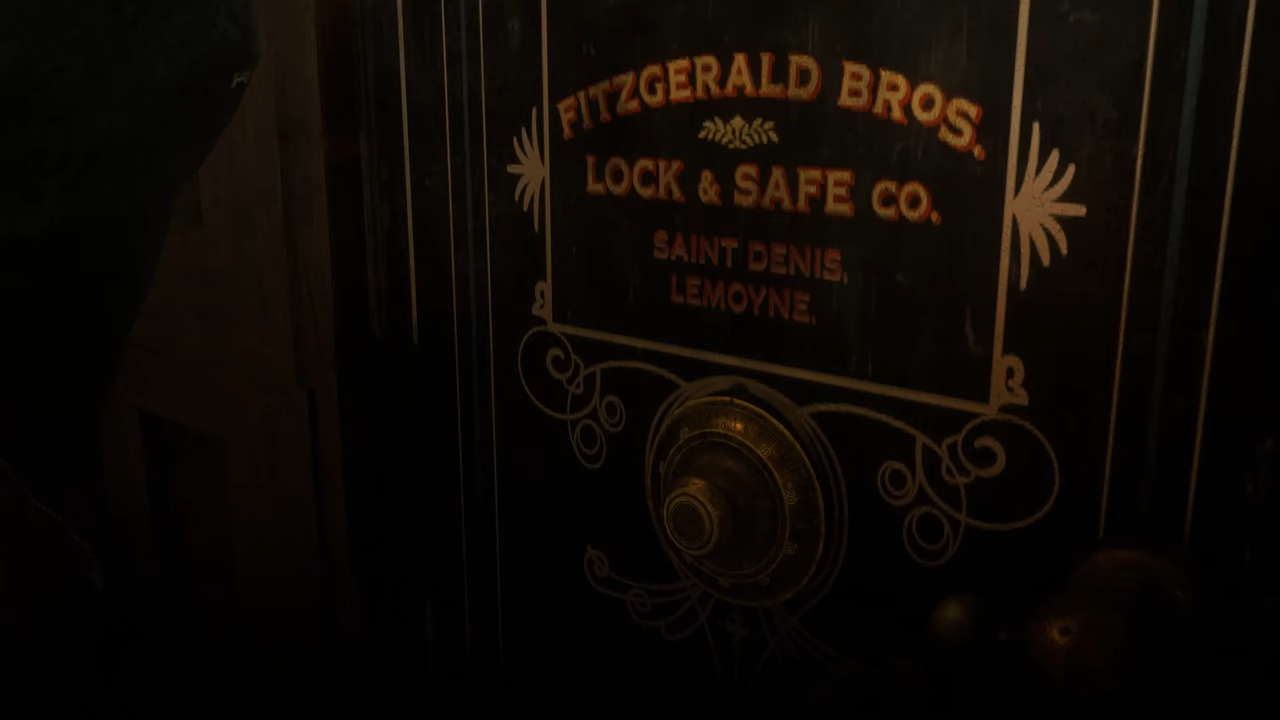 FITZGERALD BROS.
LOCK & SAFE CO.
SAINT DENIS,
LEMOYNE.